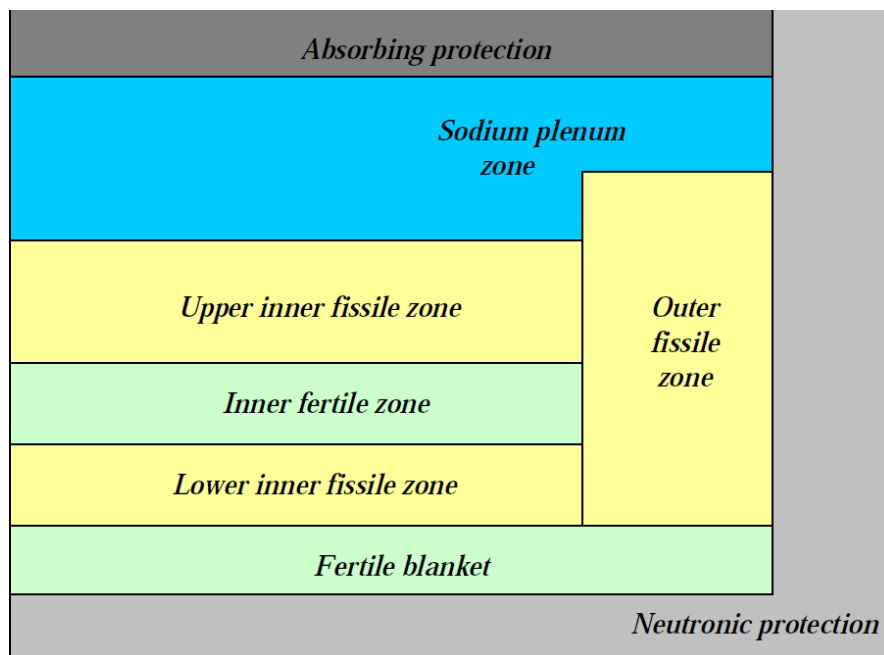 Absorbing protection
Sodium plenum
zone
Upper inner fissile zone
Outer
fissile
zone
Inner fertile zone
Lower inner fissile zone
Fertile blanket
Neutronic protection